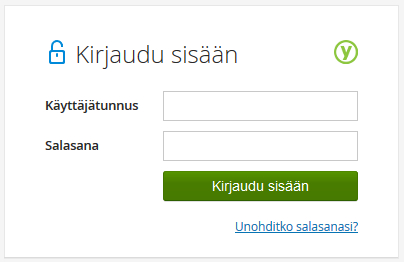 Kirjaudu sisään
Käyttäjätunnus
Salasana
Kirjaudu sisään
Unohditko salasanasi?